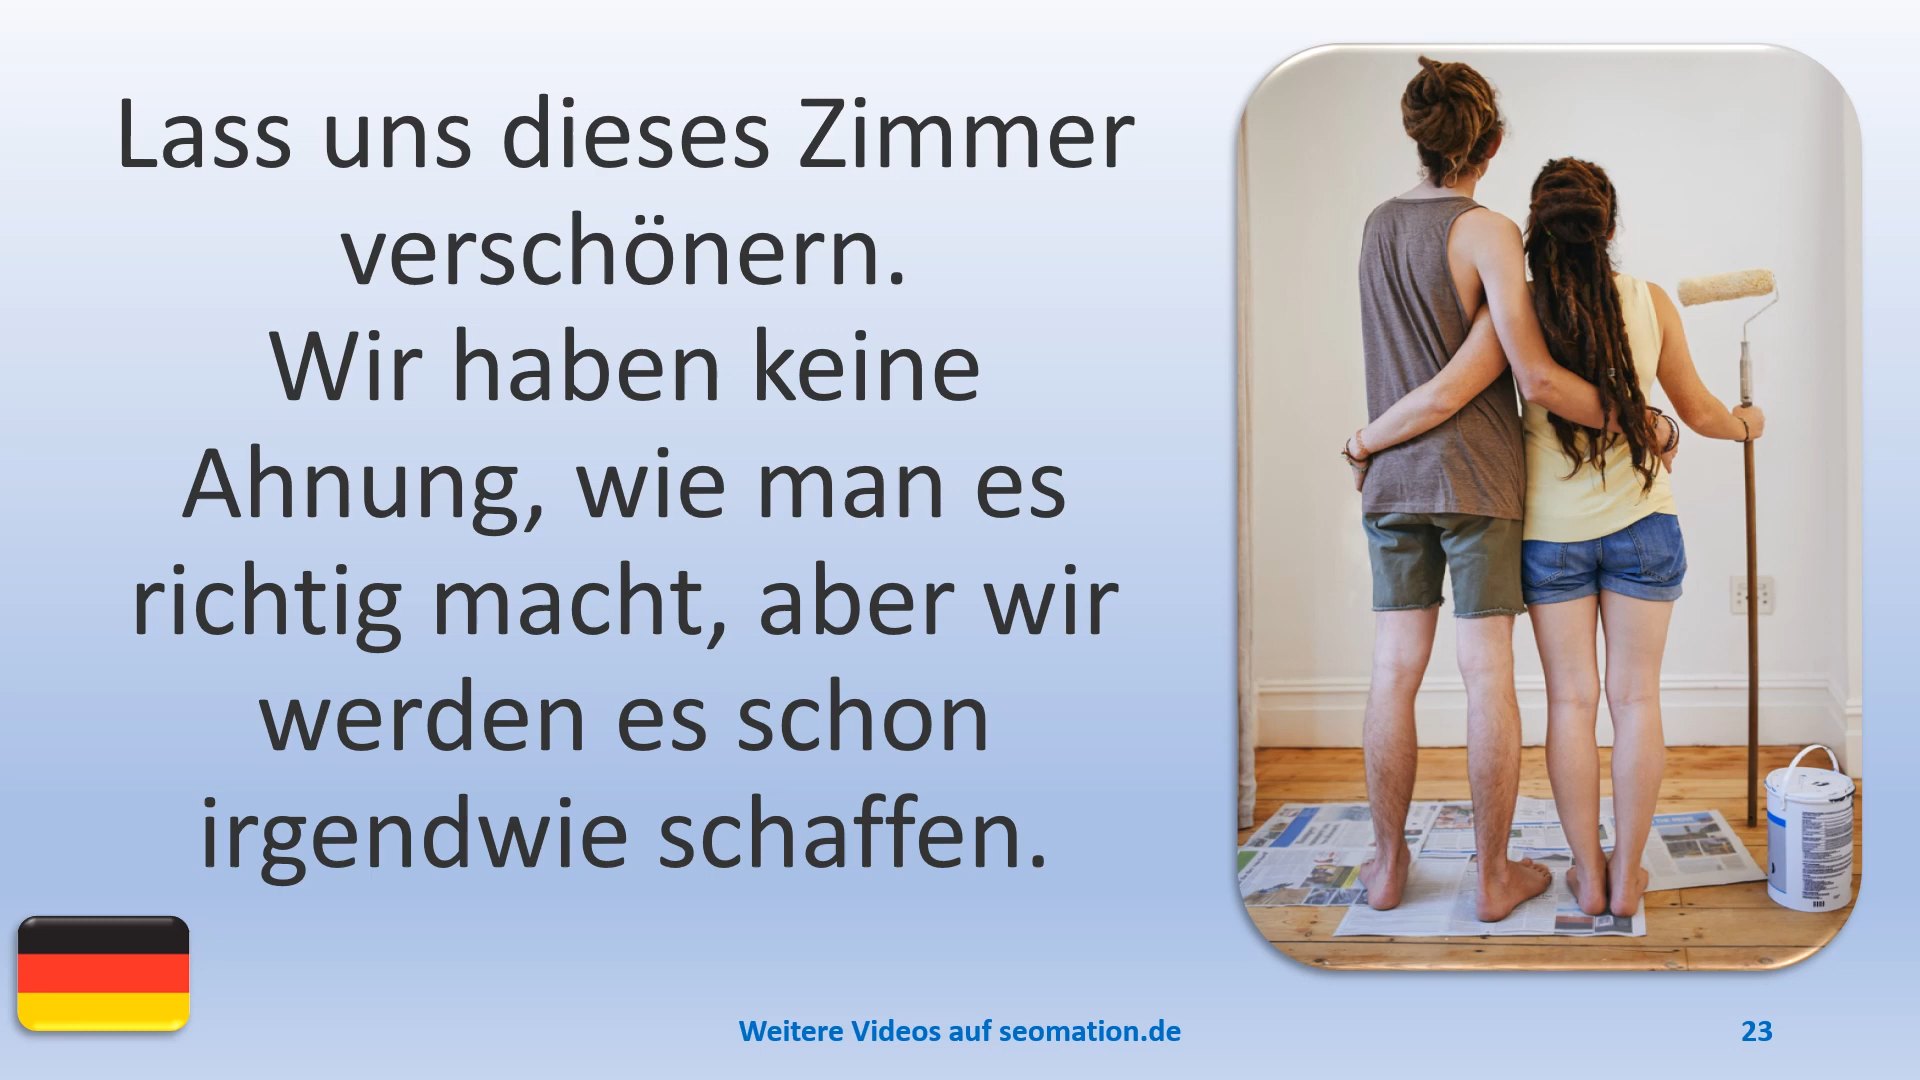 Lass uns dieses Zimmer
verschönern.
Wir haben keine
Ahnung, wie man es
richtig macht, aber wir
werden es schon
irgendwie schaffen.
Weitere Videos auf seomation.de
23